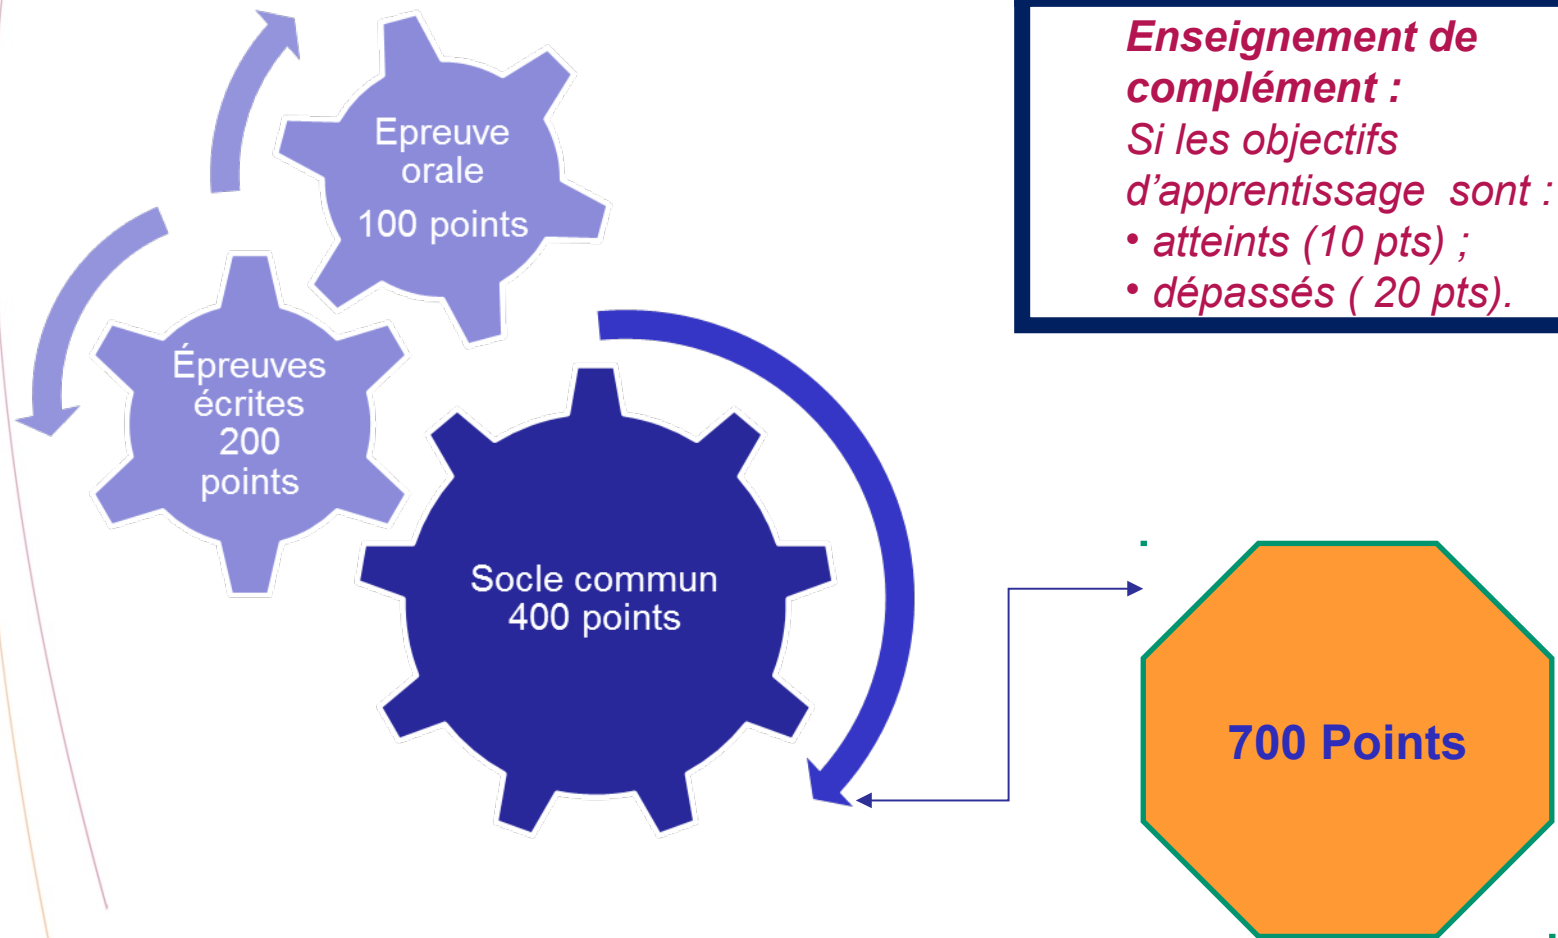 Epreuve
orale
100 points
Épreuves
écrites
200
points
Socle commun
400 points
Enseignement de
complément :
Si les objectifs
d’apprentissage sont :
• atteints (10 pts) ;
• dépassés ( 20 pts).
700 Points